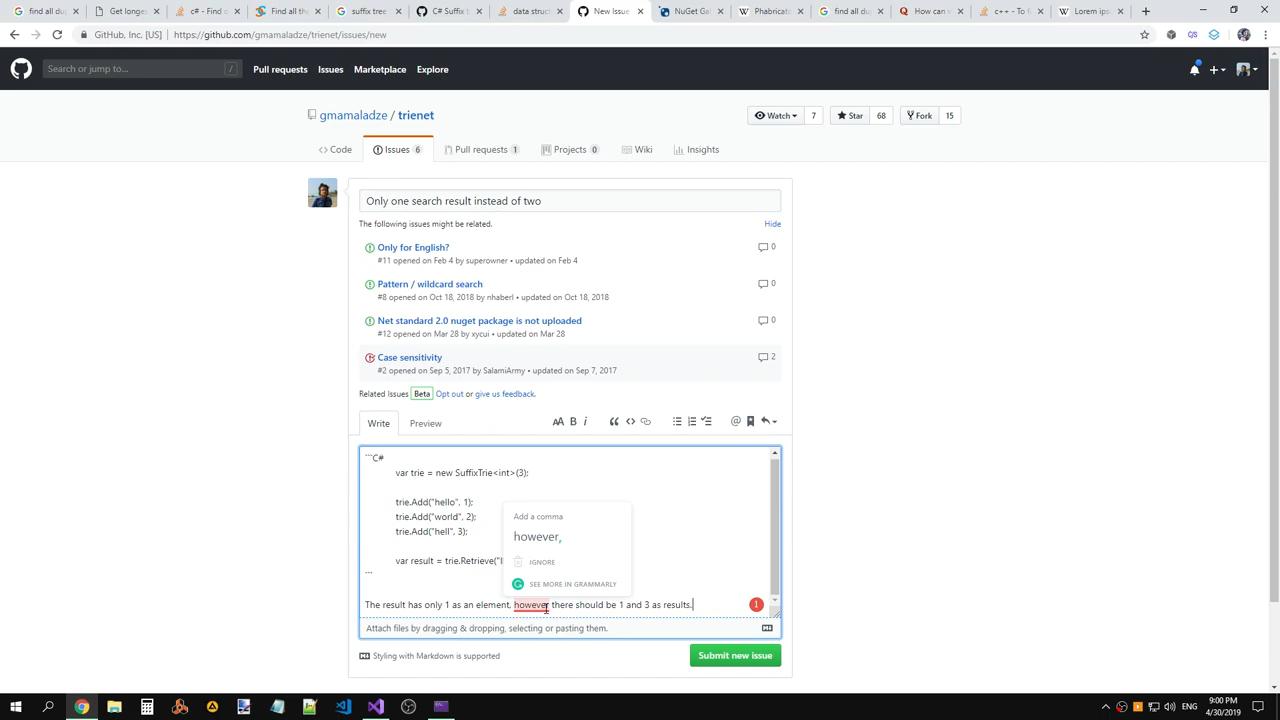 find all dup
Get longes
c# - Find d
Find all the
suffix tree
C# Suffix t
data struct
New Issue
NuGet Gal
Phabricato
find all dup
How can v
c++ - To f
Lorem ips
GitHub, Inc. [US] | https://github.com/gmamaladze/trienet/issues/new
Search or jump to... /
Pull requests Issues Marketplace Explore
gmamaladze / trienet
Watch 7 Star 68 Fork 15
Code Issues 6 Pull requests 1 Projects 0 Wiki Insights
Only one search result instead of two
The following issues might be related. Hide
Only for English? 0
#11 opened on Feb 4 by superowner • updated on Feb 4
Pattern / wildcard search 0
#8 opened on Oct 18, 2018 by nhaberl • updated on Oct 18, 2018
Net standard 2.0 nuget package is not uploaded 0
#12 opened on Mar 28 by xycui • updated on Mar 28
Case sensitivity 2
#2 opened on Sep 5, 2017 by SalamiArmy • updated on Sep 7, 2017
Related Issues Beta Opt out or give us feedback.
Write Preview
```C#
var trie = new SuffixTrie<int>(3);
trie.Add("hello", 1);
trie.Add("world", 2);
trie.Add("hell", 3);
var result = trie.Retrieve("
```
Add a comma
however,
IGNORE
SEE MORE IN GRAMMARLY
The result has only 1 as an element, however there should be 1 and 3 as results. 1
Attach files by dragging & dropping, selecting or pasting them.
Styling with Markdown is supported
Submit new issue
ENG
9:00 PM
4/30/2019